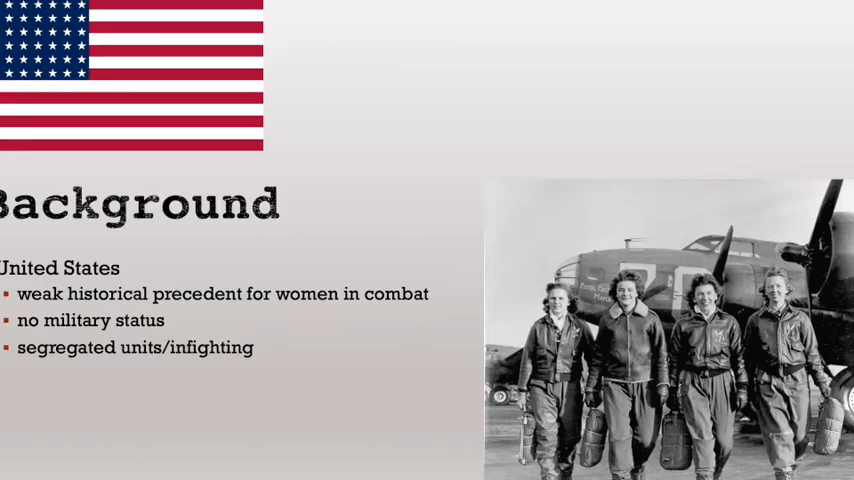 Background
United States
weak historical precedent for women in combat
no military status
segregated units/infighting